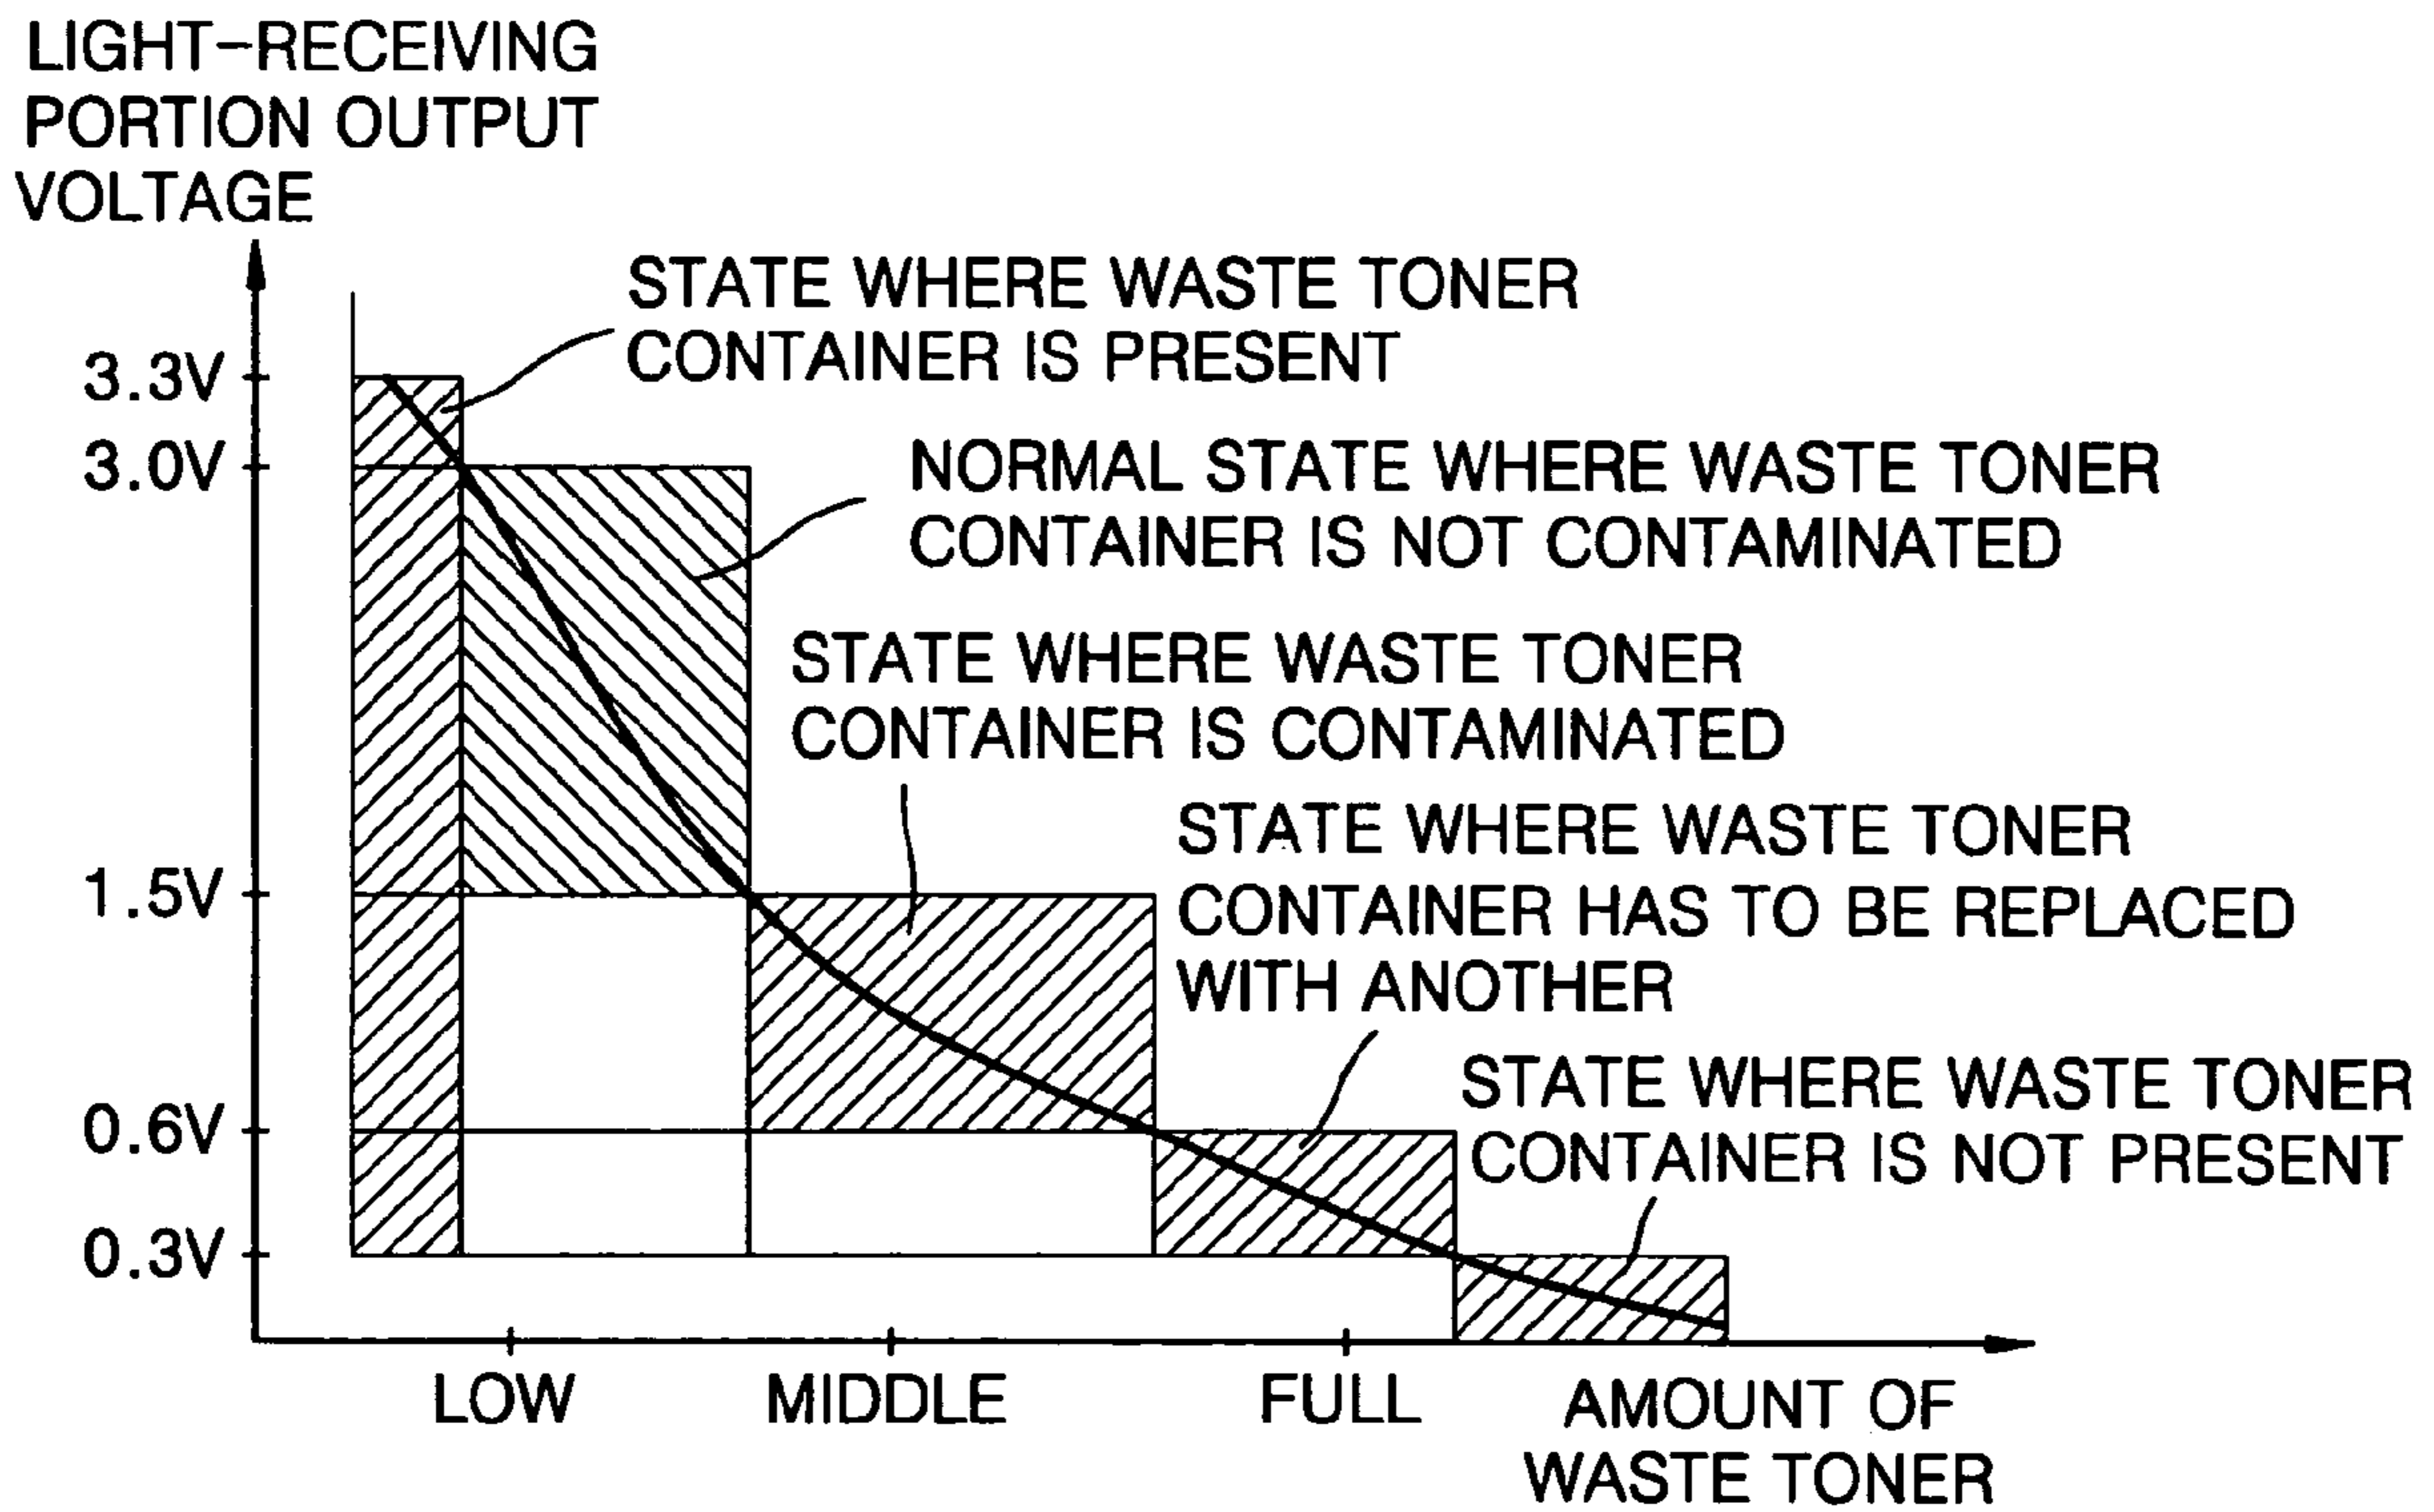 LIGHT-RECEIVING
PORTION OUTPUT
VOLTAGE
STATE WHERE WASTE TONER
CONTAINER IS PRESENT
3.3V
3.0V
NORMAL STATE WHERE WASTE TONER
CONTAINER IS NOT CONTAMINATED
STATE WHERE WASTE TONER
CONTAINER IS CONTAMINATED
STATE WHERE WASTE TONER
CONTAINER HAS TO BE REPLACED
WITH ANOTHER
1.5V
STATE WHERE WASTE TONER
CONTAINER IS NOT PRESENT
0.6V
0.3V
LOW
MIDDLE
FULL
AMOUNT OF
WASTE TONER